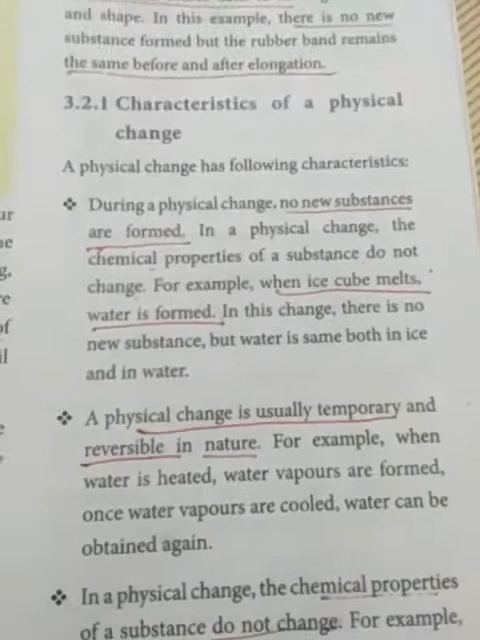 and shape. In this example, there is no new
substance formed but the rubber band remains
the same before and after elongation.
3.2.1 Characteristics of a physical
change
A physical change has following characteristics:
❖ During a physical change, no new substances
are formed. In a physical change, the
chemical properties of a substance do not
change. For example, when ice cube melts,
water is formed. In this change, there is no
new substance, but water is same both in ice
and in water.
❖ A physical change is usually temporary and
reversible in nature. For example, when
water is heated, water vapours are formed,
once water vapours are cooled, water can be
obtained again.
❖ In a physical change, the chemical properties
of a substance do not change. For example,